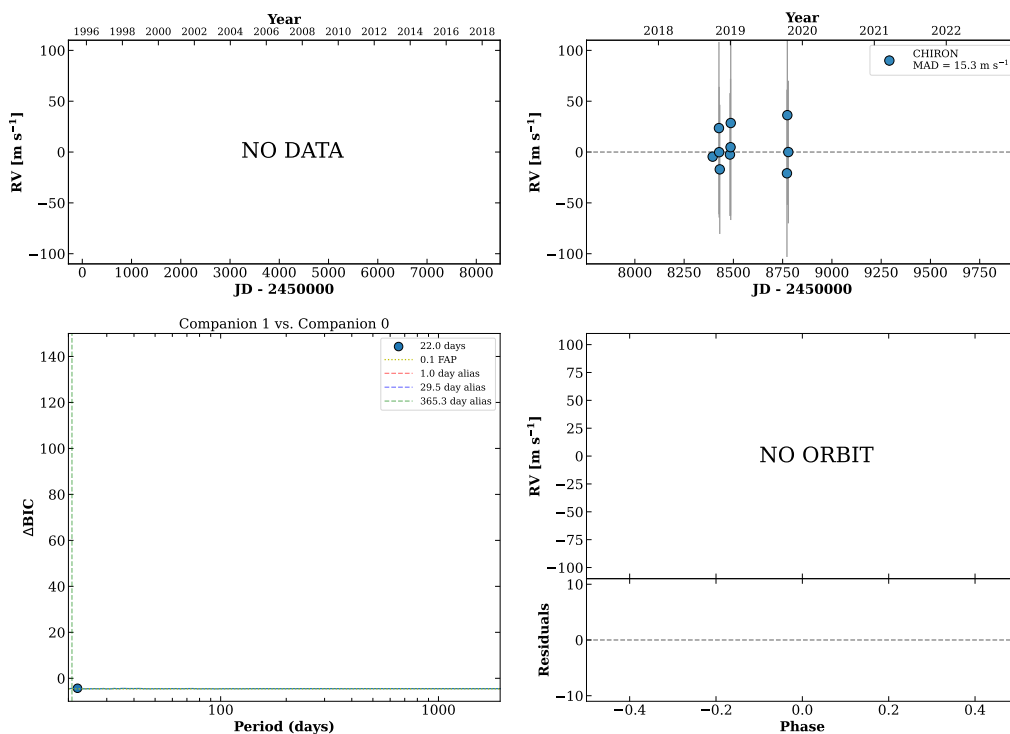 Year
1996 1998 2000 2002 2004 2006 2008 2010 2012 2014 2016 2018
100
50
0
−50
−100
RV [m s⁻¹]
NO DATA
0 1000 2000 3000 4000 5000 6000 7000 8000
JD - 2450000
Year
2018 2019 2020 2021 2022
CHIRON
MAD = 15.3 m s⁻¹
100
50
0
−50
−100
RV [m s⁻¹]
8000 8250 8500 8750 9000 9250 9500 9750
JD - 2450000
Companion 1 vs. Companion 0
22.0 days
0.1 FAP
1.0 day alias
29.5 day alias
365.3 day alias
140
120
100
80
60
40
20
0
ΔBIC
100 1000
Period (days)
100
75
50
25
0
−25
−50
−75
−100
RV [m s⁻¹]
NO ORBIT
10
0
−10
Residuals
−0.4 −0.2 0.0 0.2 0.4
Phase